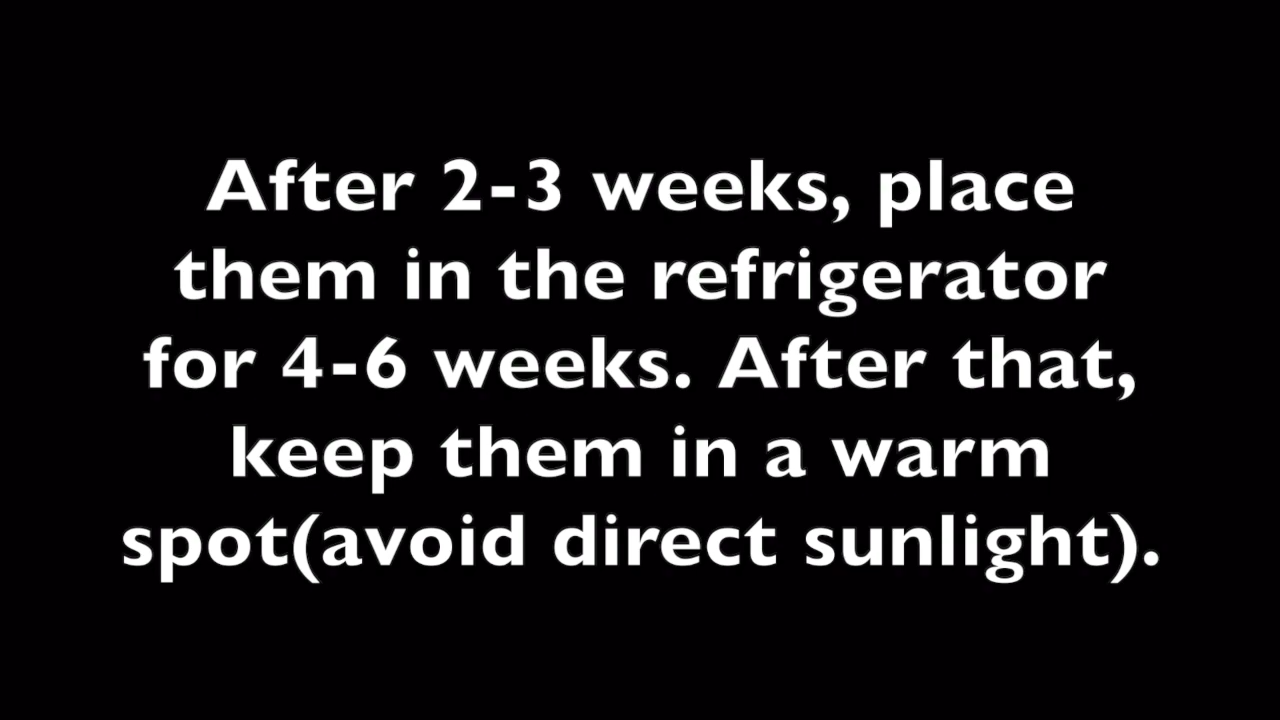 After 2-3 weeks, place
them in the refrigerator
for 4-6 weeks. After that,
keep them in a warm
spot(avoid direct sunlight).